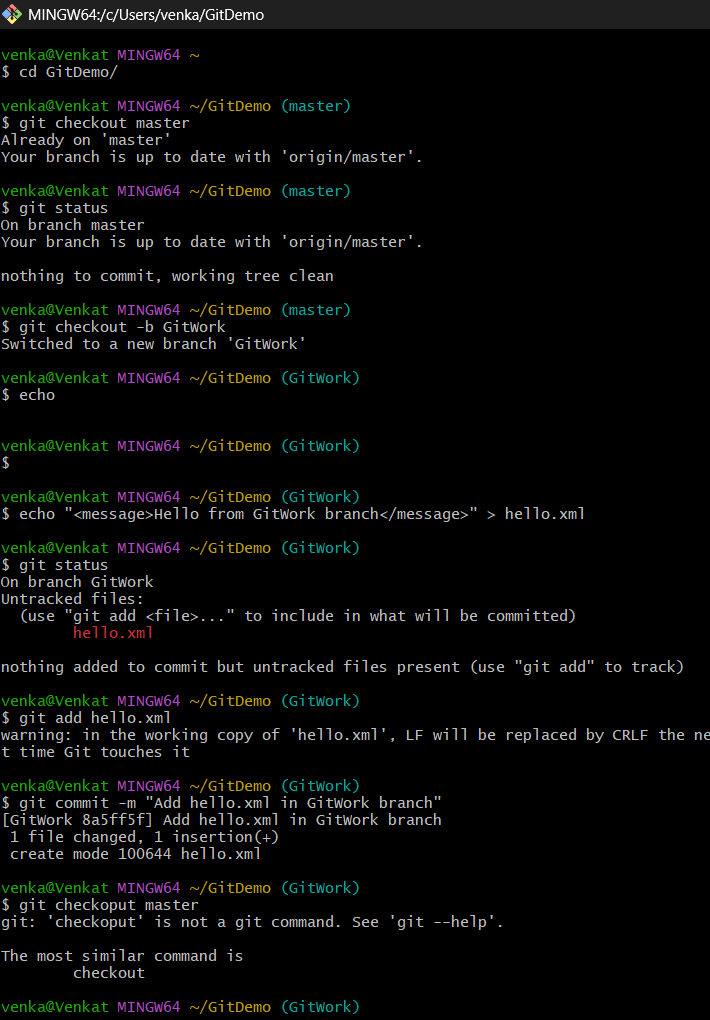 MINGW64:/c/Users/venka/GitDemo
venka@Venkat MINGW64 ~
$ cd GitDemo/
venka@Venkat MINGW64 ~/GitDemo (master)
$ git checkout master
Already on 'master'
Your branch is up to date with 'origin/master'.
venka@Venkat MINGW64 ~/GitDemo (master)
$ git status
On branch master
Your branch is up to date with 'origin/master'.
nothing to commit, working tree clean
venka@Venkat MINGW64 ~/GitDemo (master)
$ git checkout -b GitWork
Switched to a new branch 'GitWork'
venka@Venkat MINGW64 ~/GitDemo (GitWork)
$ echo
venka@Venkat MINGW64 ~/GitDemo (GitWork)
$
venka@Venkat MINGW64 ~/GitDemo (GitWork)
$ echo "<message>Hello from GitWork branch</message>" > hello.xml
venka@Venkat MINGW64 ~/GitDemo (GitWork)
$ git status
On branch GitWork
Untracked files:
  (use "git add <file>..." to include in what will be committed)
        hello.xml
nothing added to commit but untracked files present (use "git add" to track)
venka@Venkat MINGW64 ~/GitDemo (GitWork)
$ git add hello.xml
warning: in the working copy of 'hello.xml', LF will be replaced by CRLF the ne
t time Git touches it
venka@Venkat MINGW64 ~/GitDemo (GitWork)
$ git commit -m "Add hello.xml in GitWork branch"
[GitWork 8a5ff5f] Add hello.xml in GitWork branch
 1 file changed, 1 insertion(+)
 create mode 100644 hello.xml
venka@Venkat MINGW64 ~/GitDemo (GitWork)
$ git checkoput master
git: 'checkoput' is not a git command. See 'git --help'.
The most similar command is
        checkout
venka@Venkat MINGW64 ~/GitDemo (GitWork)